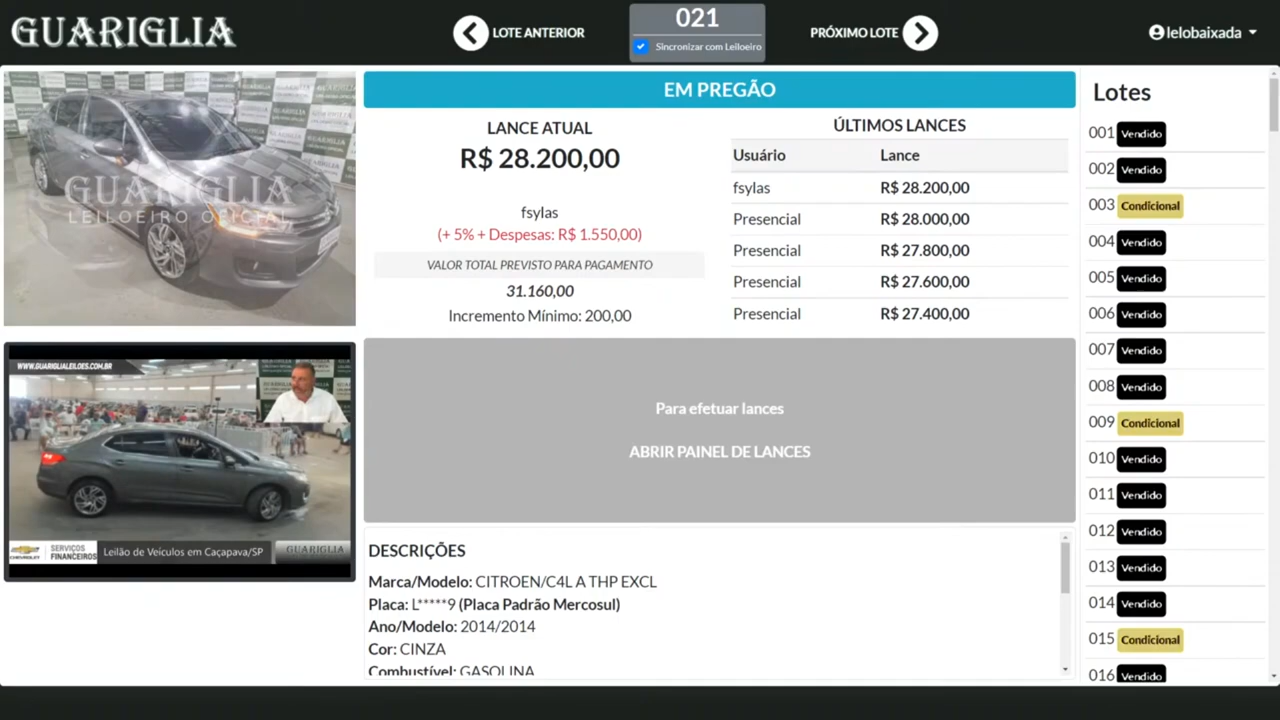 GUARIGLIA
LOTE ANTERIOR
021
Sincronizar com Leiloeiro
PRÓXIMO LOTE
lelobaixada
GUARIGLIA
LEILOEIRO OFICIAL
EM PREGÃO
LANCE ATUAL
R$ 28.200,00
fsylas
(+ 5% + Despesas: R$ 1.550,00)
VALOR TOTAL PREVISTO PARA PAGAMENTO
31.160,00
Incremento Mínimo: 200,00
ÚLTIMOS LANCES
Usuário Lance
fsylas R$ 28.200,00
Presencial R$ 28.000,00
Presencial R$ 27.800,00
Presencial R$ 27.600,00
Presencial R$ 27.400,00
Para efetuar lances
ABRIR PAINEL DE LANCES
WWW.GUARIGLIALEILOES.COM.BR
CHEVROLET
SERVIÇOS
FINANCEIROS
Leilão de Veículos em Caçapava/SP
GUARIGLIA
DESCRIÇÕES
Marca/Modelo: CITROEN/C4L A THP EXCL
Placa: L*****9 (Placa Padrão Mercosul)
Ano/Modelo: 2014/2014
Cor: CINZA
Combustível: GASOLINA
Lotes
001 Vendido
002 Vendido
003 Condicional
004 Vendido
005 Vendido
006 Vendido
007 Vendido
008 Vendido
009 Condicional
010 Vendido
011 Vendido
012 Vendido
013 Vendido
014 Vendido
015 Condicional
016 Vendido